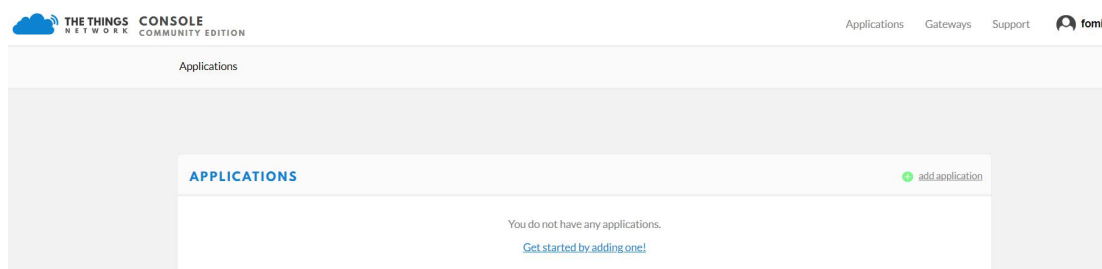 THE THINGS NETWORK CONSOLE COMMUNITY EDITION
Applications Gateways Support
Applications
APPLICATIONS
add application
You do not have any applications.
Get started by adding one!